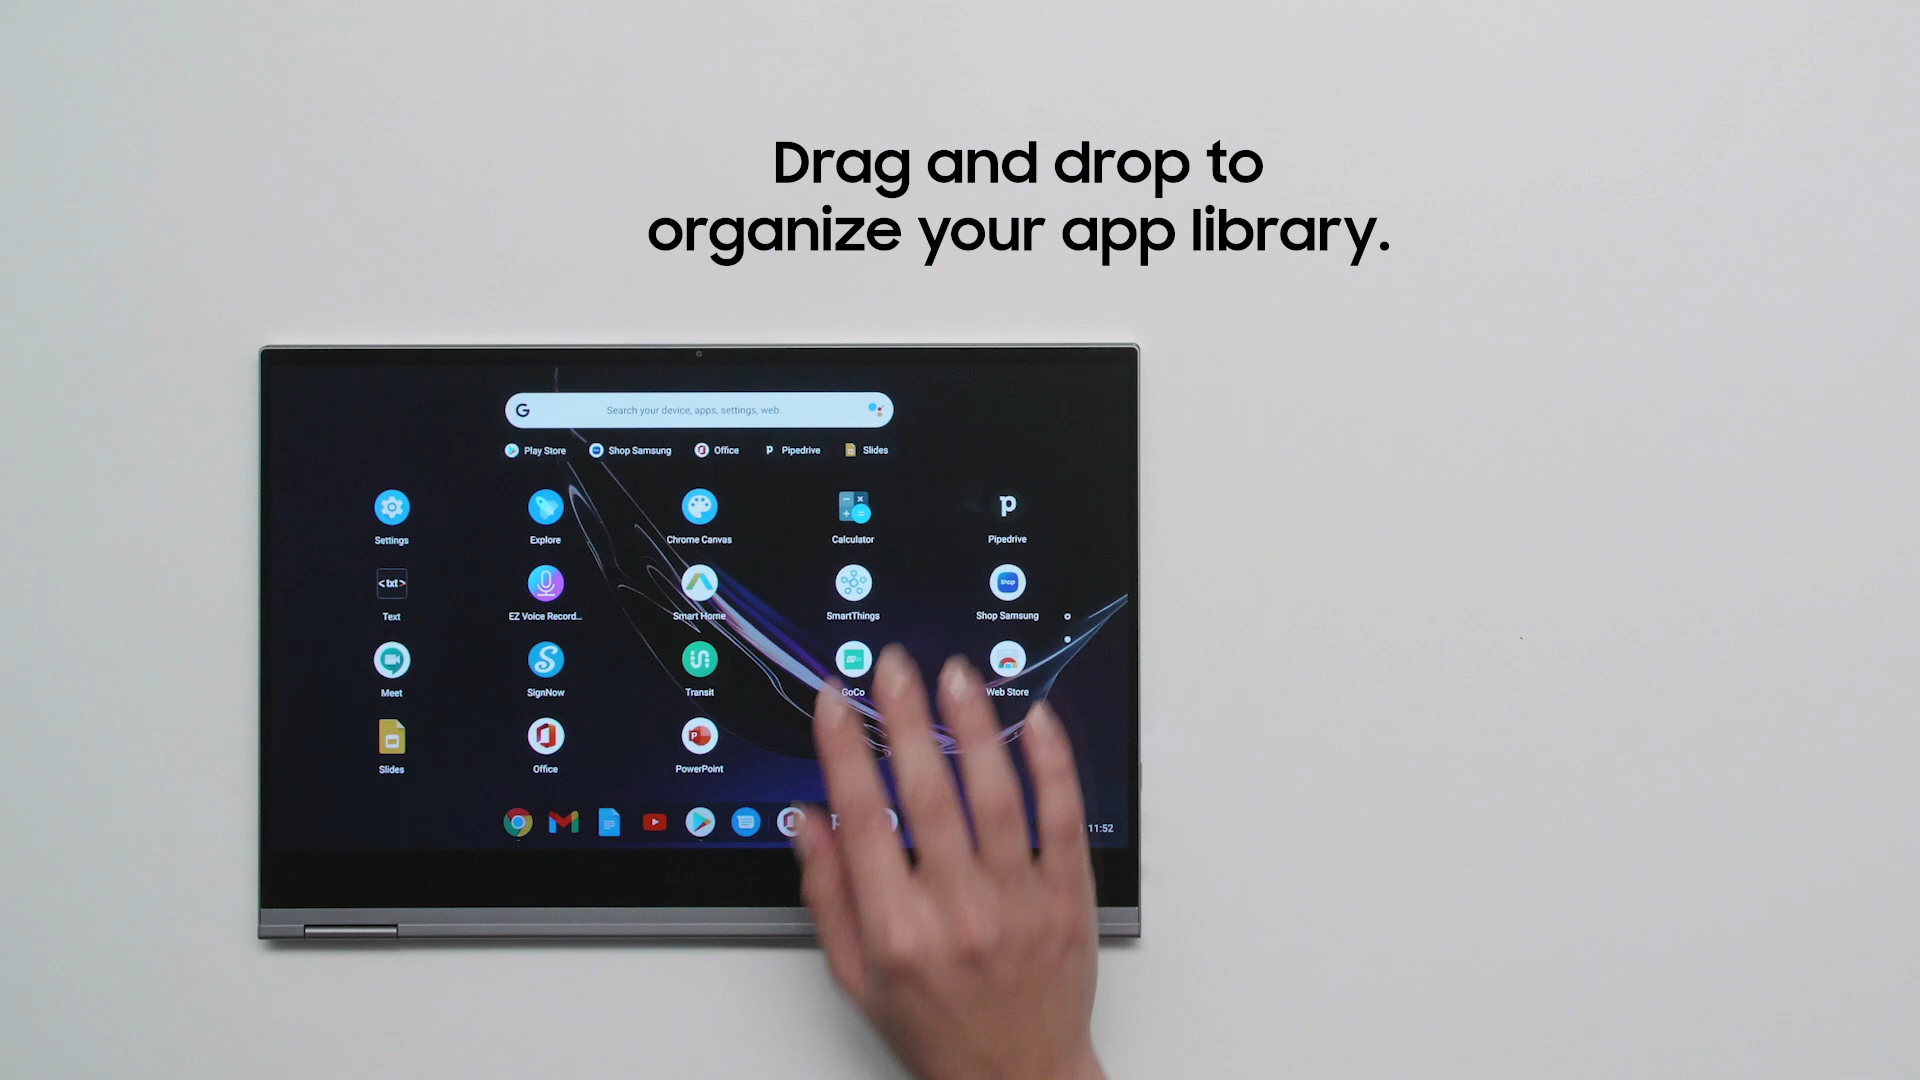 Drag and drop to
organize your app library.
Search your device, apps, settings, web...
Play Store Shop Samsung Office Pipedrive Slides
Settings Explore Chrome Canvas Calculator Pipedrive
<txt>
Shop
Text EZ Voice Record... Smart Home SmartThings Shop Samsung
Meet SignNow Transit GoCo Web Store
Slides Office PowerPoint
11:52